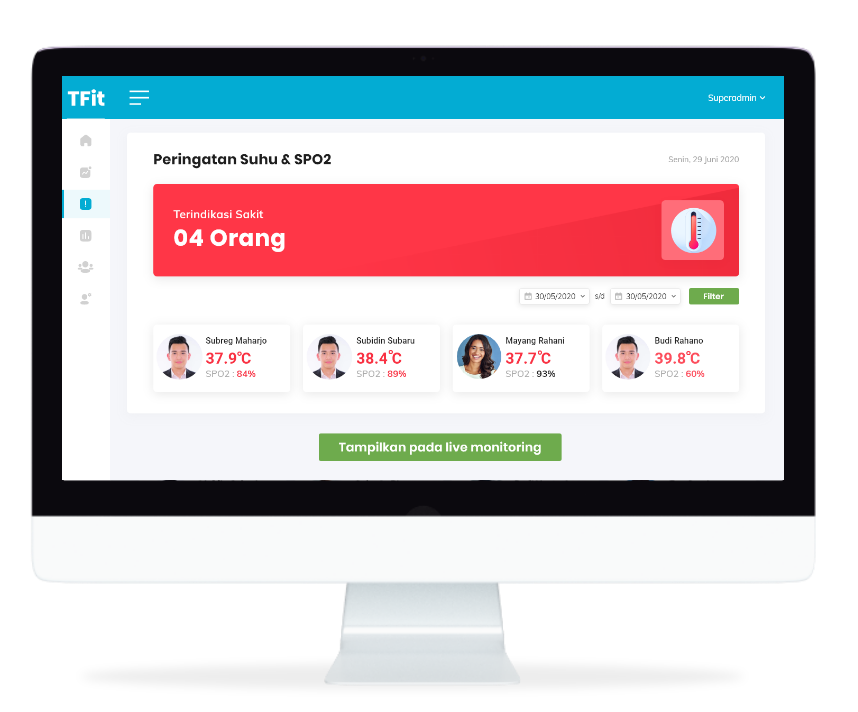 TFit
Superadmin
Peringatan Suhu & SPO2
Senin, 29 Juni 2020
Terindikasi Sakit
04 Orang
30/05/2020 s/d 30/05/2020 Filter
Subreg Maharjo
37.9°C
SPO2 : 84%
Subidin Subaru
38.4°C
SPO2 : 89%
Mayang Rahani
37.7°C
SPO2 : 93%
Budi Rahano
39.8°C
SPO2 : 60%
Tampilkan pada live monitoring